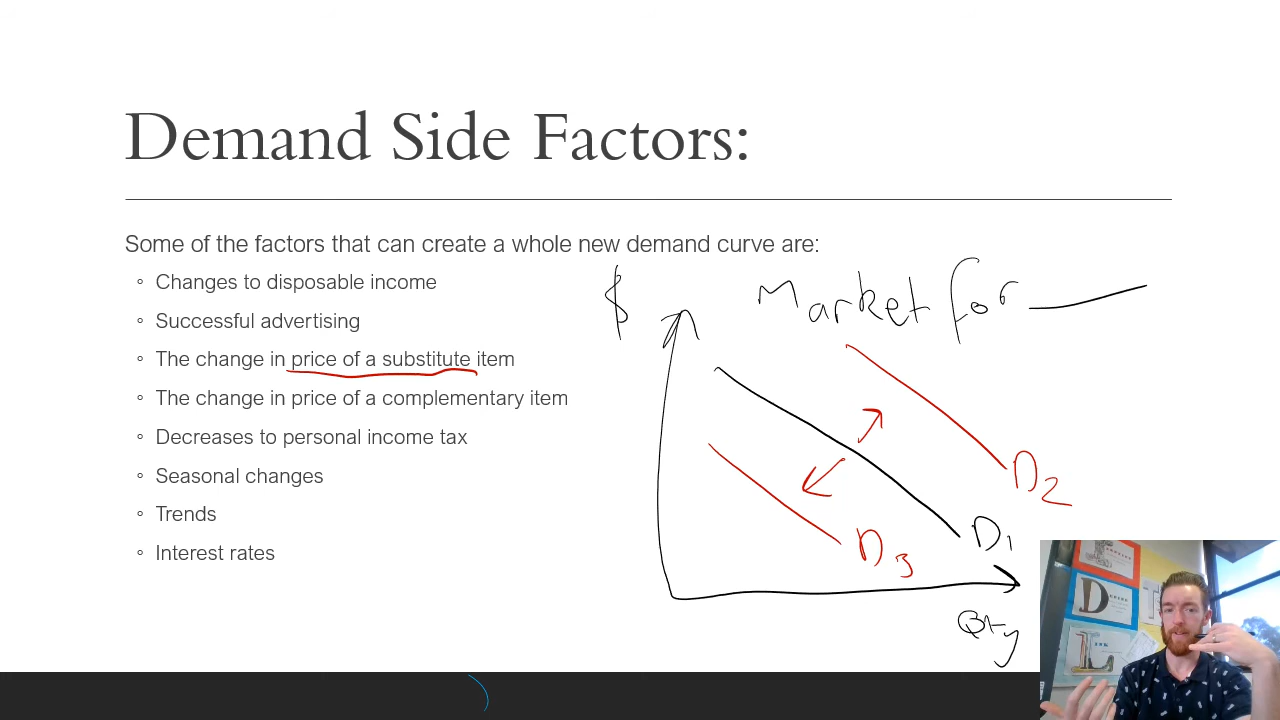 Demand Side Factors:
Some of the factors that can create a whole new demand curve are:
◦ Changes to disposable income
◦ Successful advertising
◦ The change in price of a substitute item
◦ The change in price of a complementary item
◦ Decreases to personal income tax
◦ Seasonal changes
◦ Trends
◦ Interest rates
$
Market for
D2
D1
D3
Qty
D
L